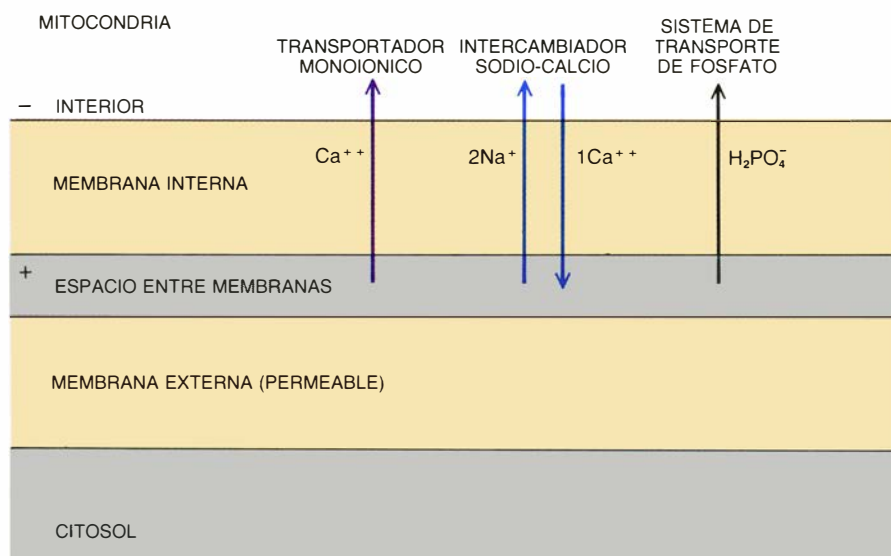 MITOCONDRIA
TRANSPORTADOR
MONOIONICO
INTERCAMBIADOR
SODIO-CALCIO
SISTEMA DE
TRANSPORTE
DE FOSFATO
− INTERIOR
Ca⁺⁺
2Na⁺
1Ca⁺⁺
H₂PO₄⁻
MEMBRANA INTERNA
+ ESPACIO ENTRE MEMBRANAS
MEMBRANA EXTERNA (PERMEABLE)
CITOSOL